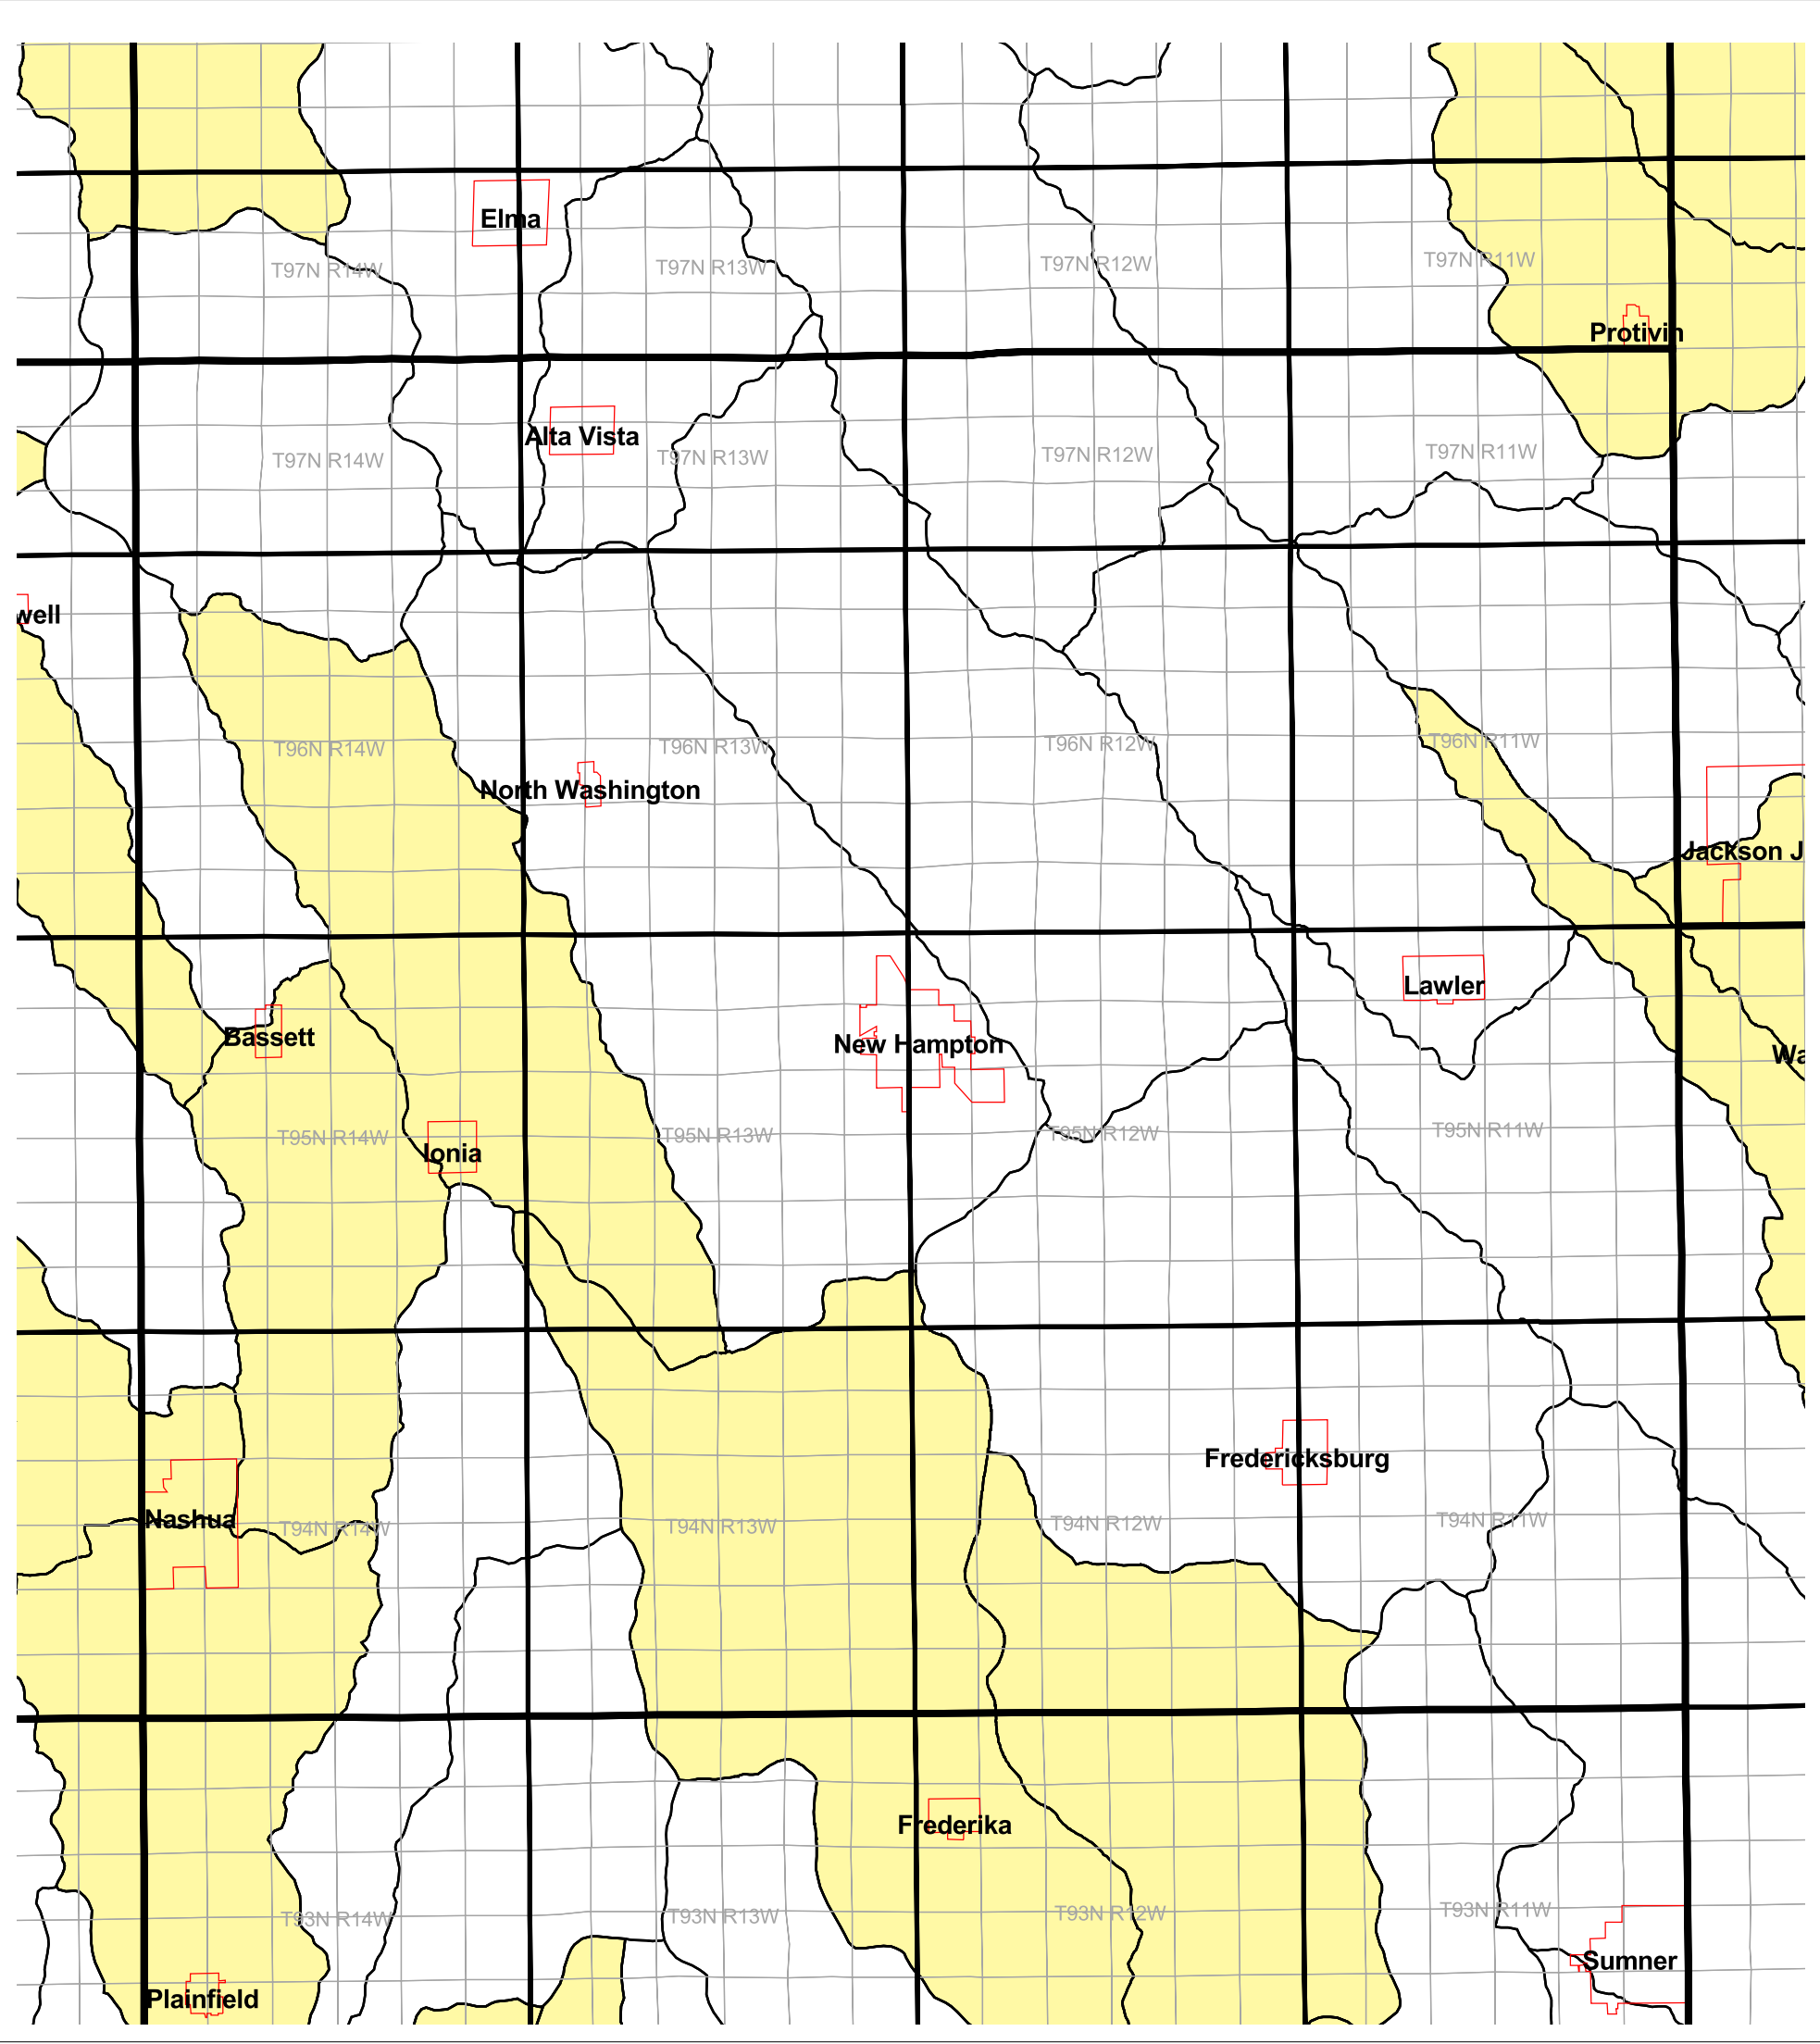 Elma
T97N R14W
T97N R13W
T97N R12W
T97N R11W
Protivin
Alta Vista
T97N R14W
T97N R13W
T97N R12W
T97N R11W
well
T96N R14W
T96N R13W
T96N R12W
T96N R11W
North Washington
Jackson J
Lawler
Bassett
New Hampton
Wa
T95N R14W
T95N R13W
T95N R12W
T95N R11W
Ionia
Fredericksburg
Nashua
T94N R14W
T94N R13W
T94N R12W
T94N R11W
Frederika
T93N R14W
T93N R13W
T93N R12W
T93N R11W
Sumner
Plainfield